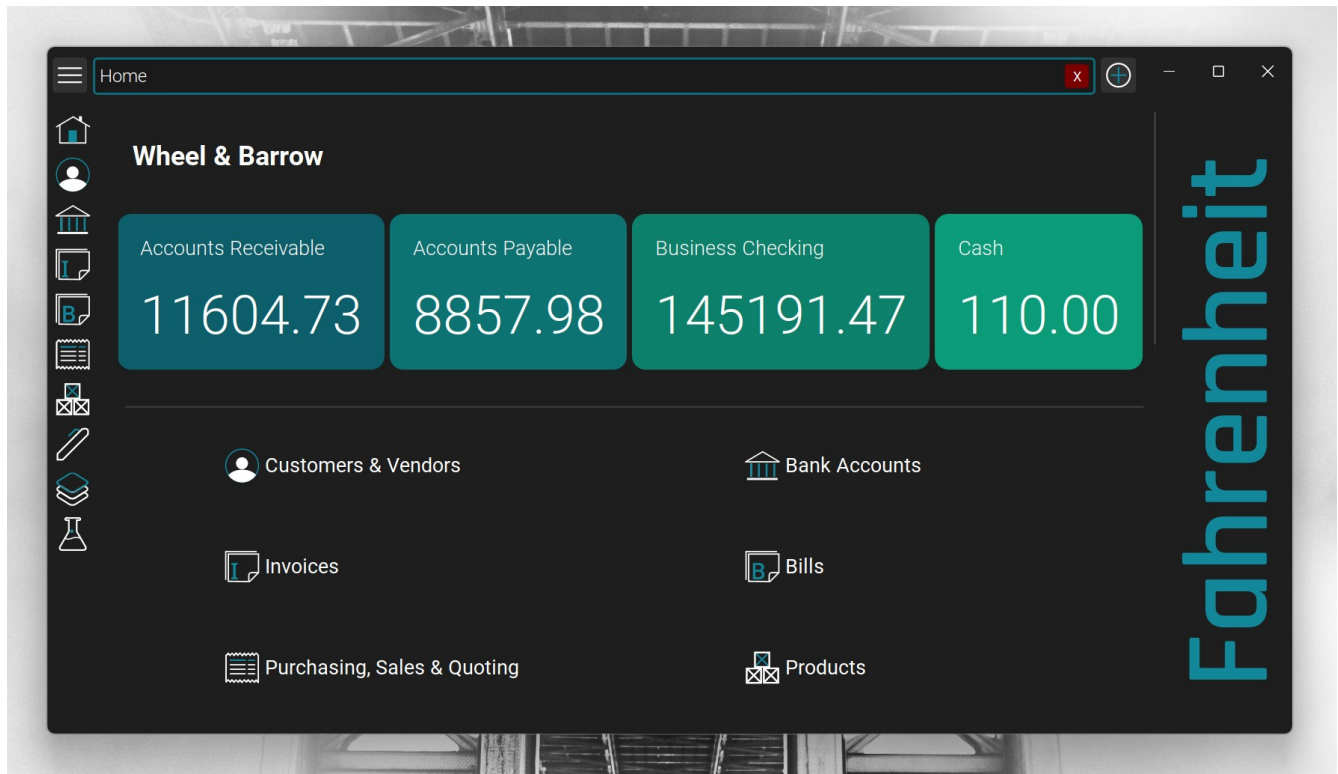 Home
X
Wheel & Barrow
Accounts Receivable
11604.73
Accounts Payable
8857.98
Business Checking
145191.47
Cash
110.00
I
B
Customers & Vendors
Bank Accounts
I Invoices
B Bills
Purchasing, Sales & Quoting
Products
Fahrenheit